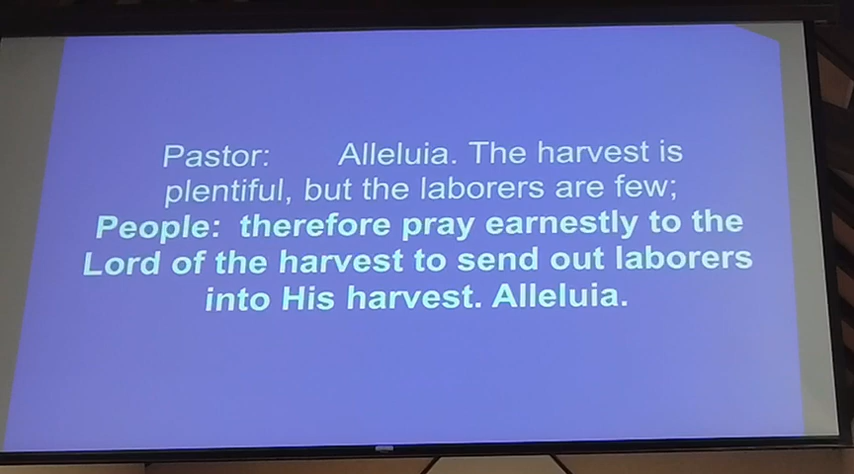 Pastor: Alleluia. The harvest is
plentiful, but the laborers are few;
People: therefore pray earnestly to the
Lord of the harvest to send out laborers
into His harvest. Alleluia.